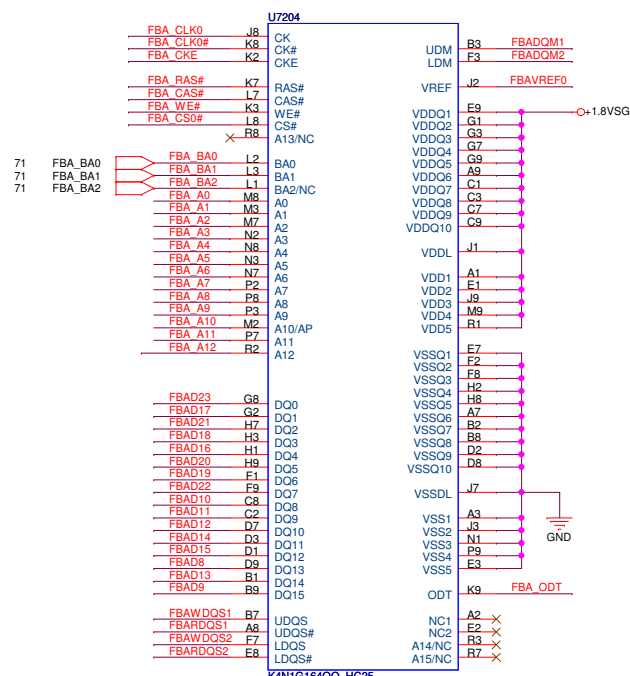 U7204
FBA_CLK0 J8 CK
FBA_CLK0# K8 CK#
FBA_CKE K2 CKE
FBA_RAS# K7 RAS#
FBA_CAS# L7 CAS#
FBA_WE# K3 WE#
FBA_CS0# L8 CS#
R8 A13/NC
71 FBA_BA0 FBA_BA0 L2 BA0
71 FBA_BA1 FBA_BA1 L3 BA1
71 FBA_BA2 FBA_BA2 L1 BA2/NC
FBA_A0 M8 A0
FBA_A1 M3 A1
FBA_A2 M7 A2
FBA_A3 N2 A3
FBA_A4 N8 A4
FBA_A5 N3 A5
FBA_A6 N7 A6
FBA_A7 P2 A7
FBA_A8 P8 A8
FBA_A9 P3 A9
FBA_A10 M2 A10/AP
FBA_A11 P7 A11
FBA_A12 R2 A12
FBAD23 G8 DQ0
FBAD17 G2 DQ1
FBAD21 H7 DQ2
FBAD18 H3 DQ3
FBAD16 H1 DQ4
FBAD20 H9 DQ5
FBAD19 F1 DQ6
FBAD22 F9 DQ7
FBAD10 C8 DQ8
FBAD11 C2 DQ9
FBAD12 D7 DQ10
FBAD14 D3 DQ11
FBAD15 D1 DQ12
FBAD8 D9 DQ13
FBAD13 B1 DQ14
FBAD9 B9 DQ15
FBAWDQS1 B7 UDQS
FBARDQS1 A8 UDQS#
FBAWDQS2 F7 LDQS
FBARDQS2 E8 LDQS#
UDM B3 FBADQM1
LDM F3 FBADQM2
VREF J2 FBAVREF0
VDDQ1 E9 +1.8VSG
VDDQ2 G1
VDDQ3 G3
VDDQ4 G7
VDDQ5 G9
VDDQ6 A9
VDDQ7 C1
VDDQ8 C3
VDDQ9 C7
VDDQ10 C9
VDDL J1
VDD1 A1
VDD2 E1
VDD3 J9
VDD4 M9
VDD5 R1
VSSQ1 E7
VSSQ2 F2
VSSQ3 F8
VSSQ4 H2
VSSQ5 H8
VSSQ6 A7
VSSQ7 B2
VSSQ8 B8
VSSQ9 D2
VSSQ10 D8
VSSDL J7
VSS1 A3
VSS2 J3
VSS3 N1
VSS4 P9
VSS5 E3
GND
ODT K9 FBA_ODT
NC1 A2
NC2 E2
A14/NC R3
A15/NC R7